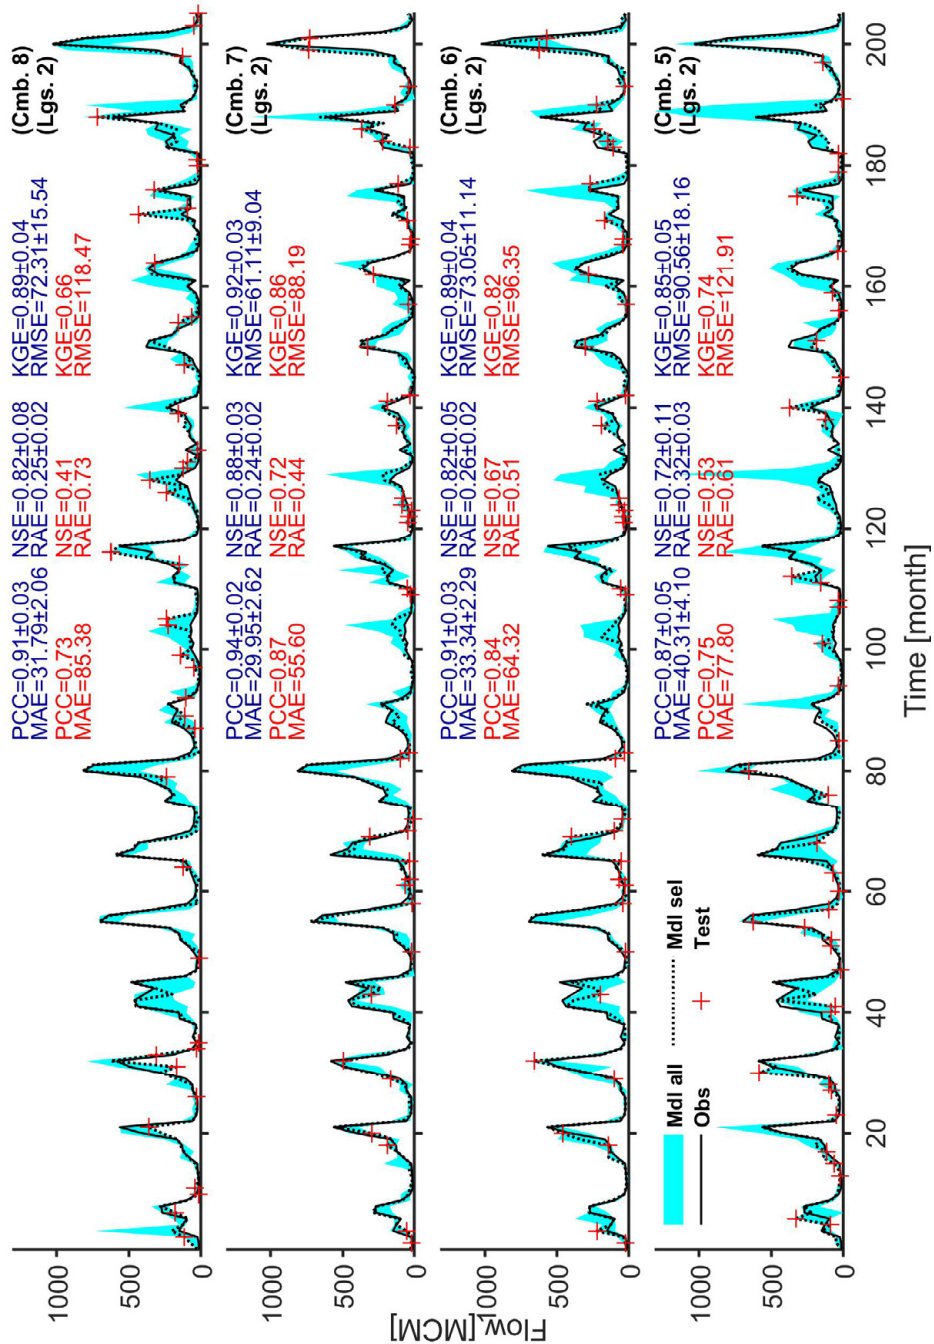 (Cmb. 8)
(Lgs. 2)
PCC=0.91±0.03 NSE=0.82±0.08 KGE=0.89±0.04
MAE=31.79±2.06 RAE=0.25±0.02 RMSE=72.31±15.54
PCC=0.73 NSE=0.41 KGE=0.66
MAE=85.38 RAE=0.73 RMSE=118.47
1000
500
0
(Cmb. 7)
(Lgs. 2)
PCC=0.94±0.02 NSE=0.88±0.03 KGE=0.92±0.03
MAE=29.95±2.62 RAE=0.24±0.02 RMSE=61.11±9.04
PCC=0.87 NSE=0.72 KGE=0.86
MAE=55.60 RAE=0.44 RMSE=88.19
1000
500
0
(Cmb. 6)
(Lgs. 2)
PCC=0.91±0.03 NSE=0.82±0.05 KGE=0.89±0.04
MAE=33.34±2.29 RAE=0.26±0.02 RMSE=73.05±11.14
PCC=0.84 NSE=0.67 KGE=0.82
MAE=64.32 RAE=0.51 RMSE=96.35
1000
500
0
(Cmb. 5)
(Lgs. 2)
PCC=0.87±0.05 NSE=0.72±0.11 KGE=0.85±0.05
MAE=40.31±4.10 RAE=0.32±0.03 RMSE=90.56±18.16
PCC=0.75 NSE=0.53 KGE=0.74
MAE=77.80 RAE=0.61 RMSE=121.91
Mdl all Mdl sel
Obs Test
1000
500
0
20 40 60 80 100 120 140 160 180 200
Time [month]
Flow [MCM]